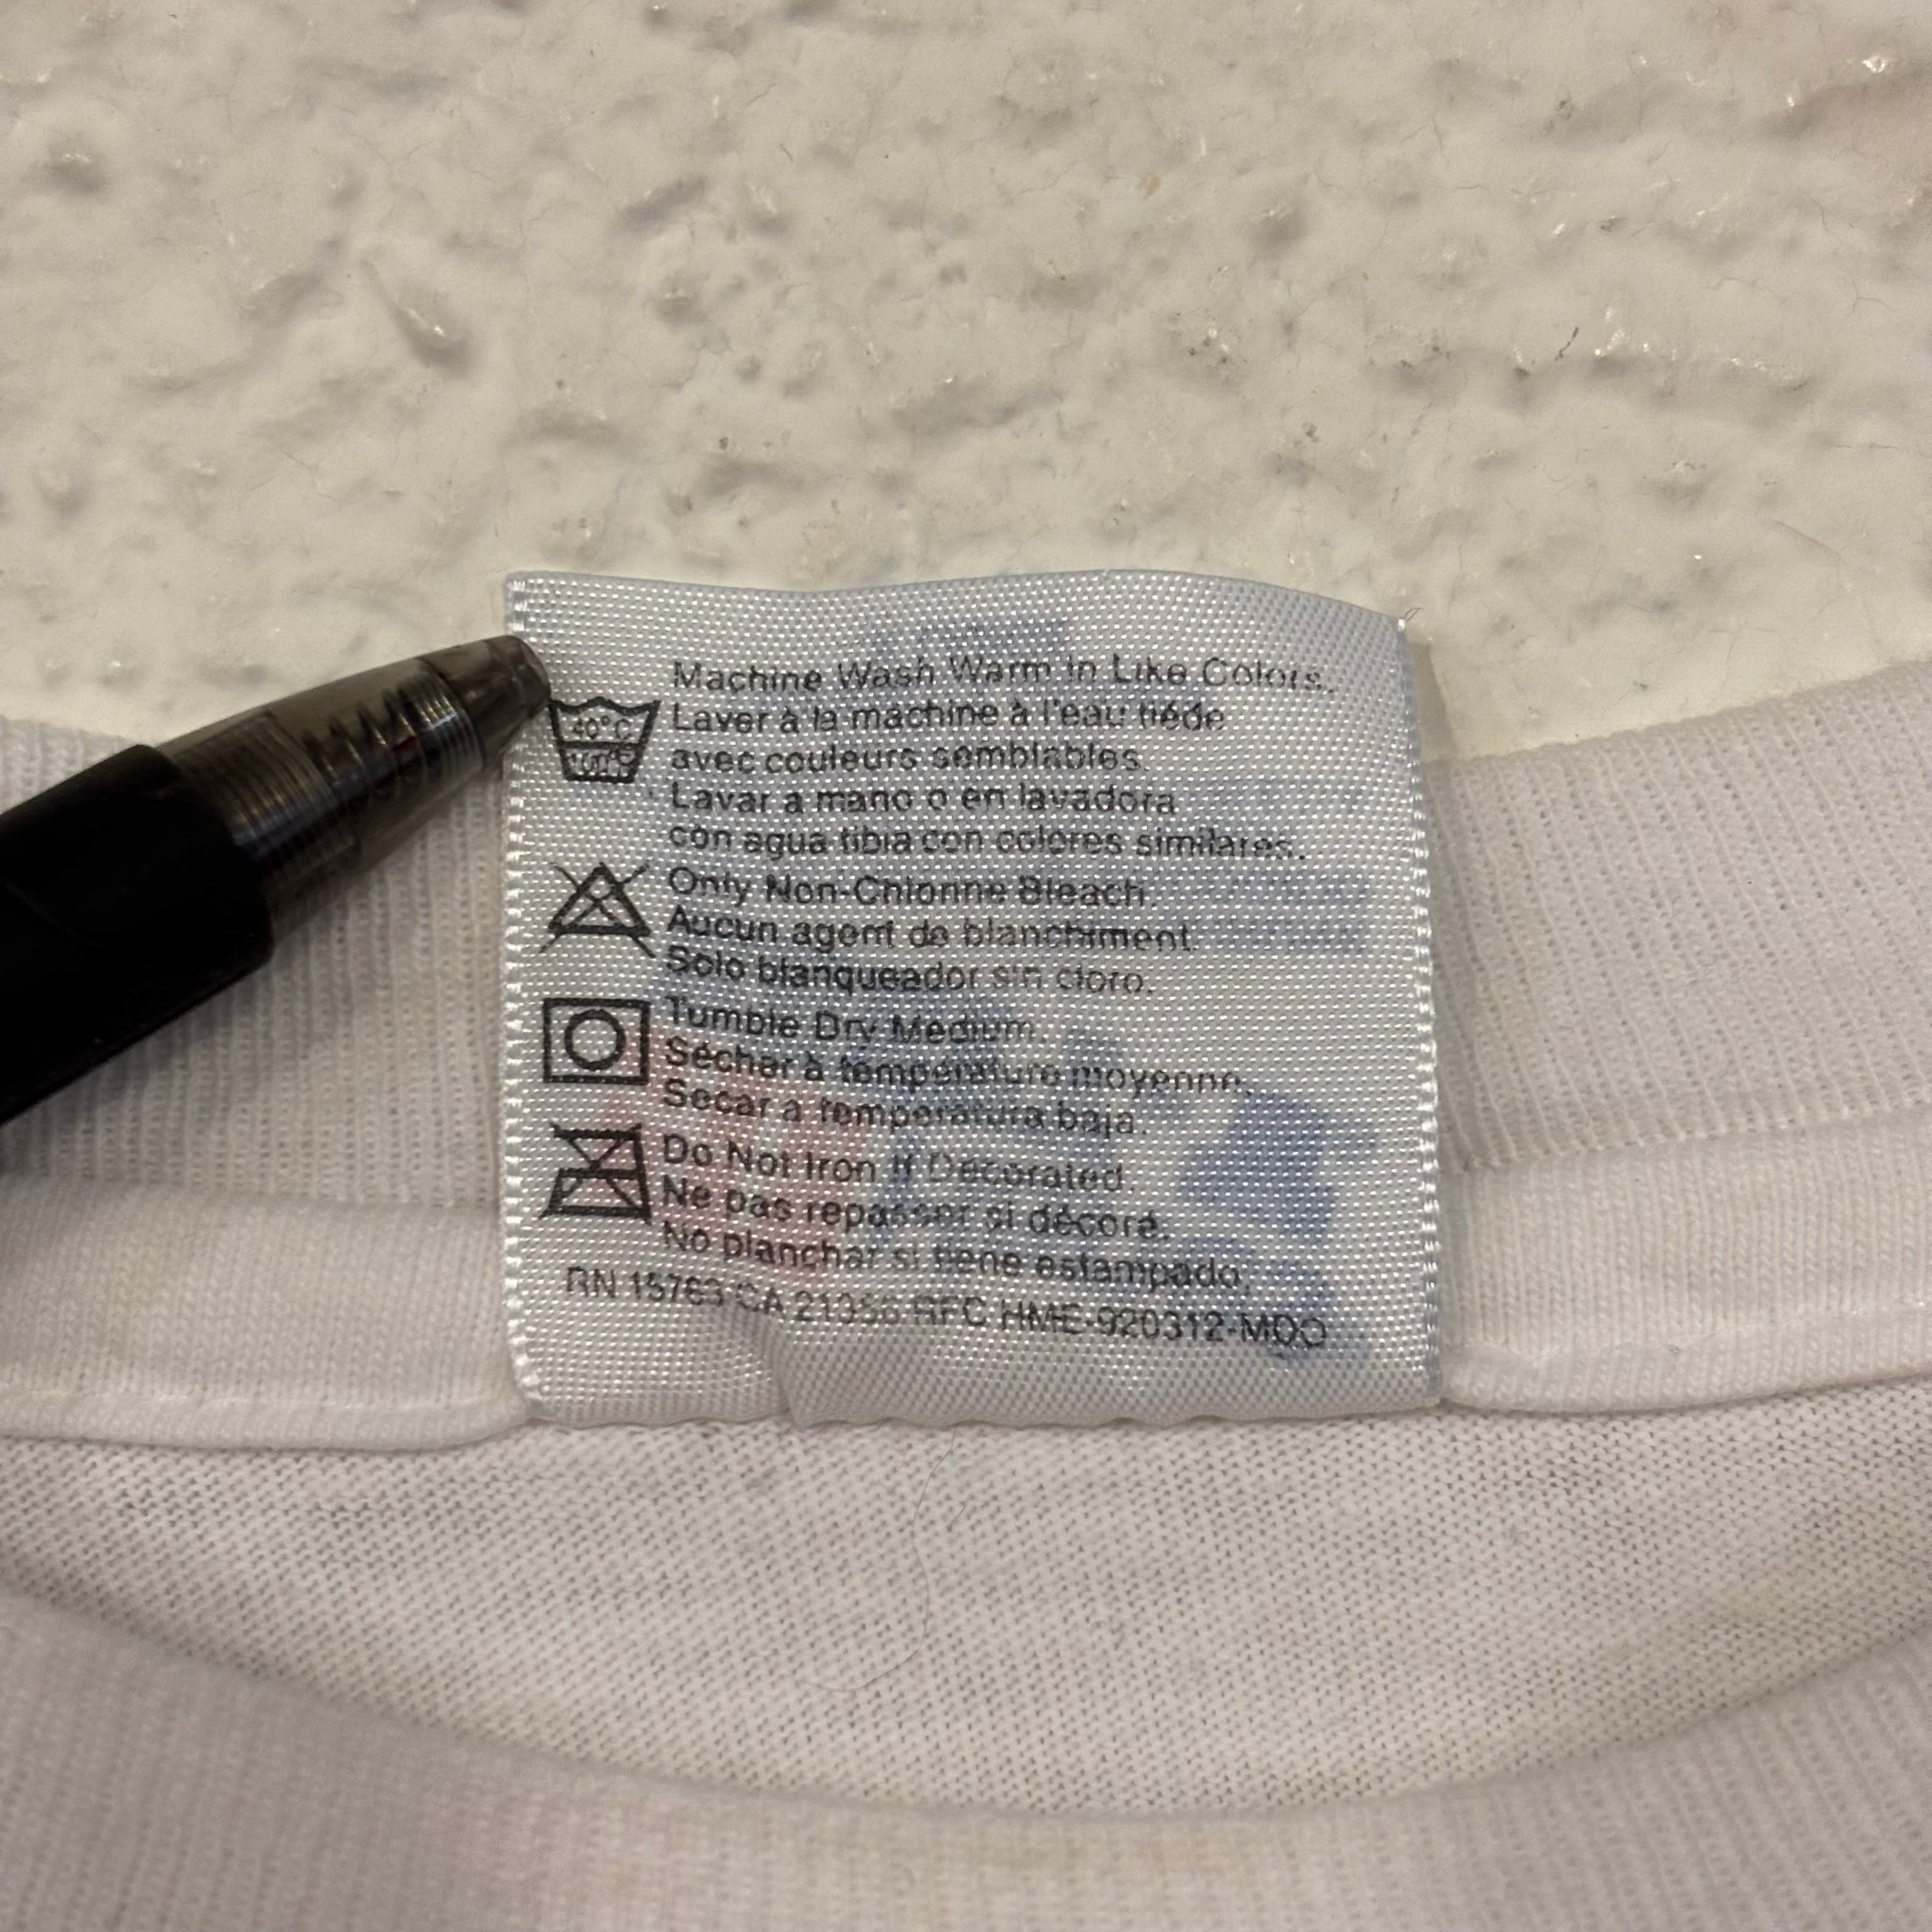 Machine Wash Warm in Like Colors.
40°C Laver à la machine à l'eau tiéde
avec couleurs semblables.
Lavar a mano o en lavadora
con agua tibia con colores similares.
Only Non-Chlorine Bleach.
Aucun agent de blanchiment.
Solo blanqueador sin cloro.
Tumble Dry Medium.
Sécher à température moyenne.
Secar a temperatura baja.
Do Not Iron If Decorated.
Ne pas repasser si décoré.
No planchar si tiene estampado.
RN 15763 CA 21356 RFC HME-920312-MQO